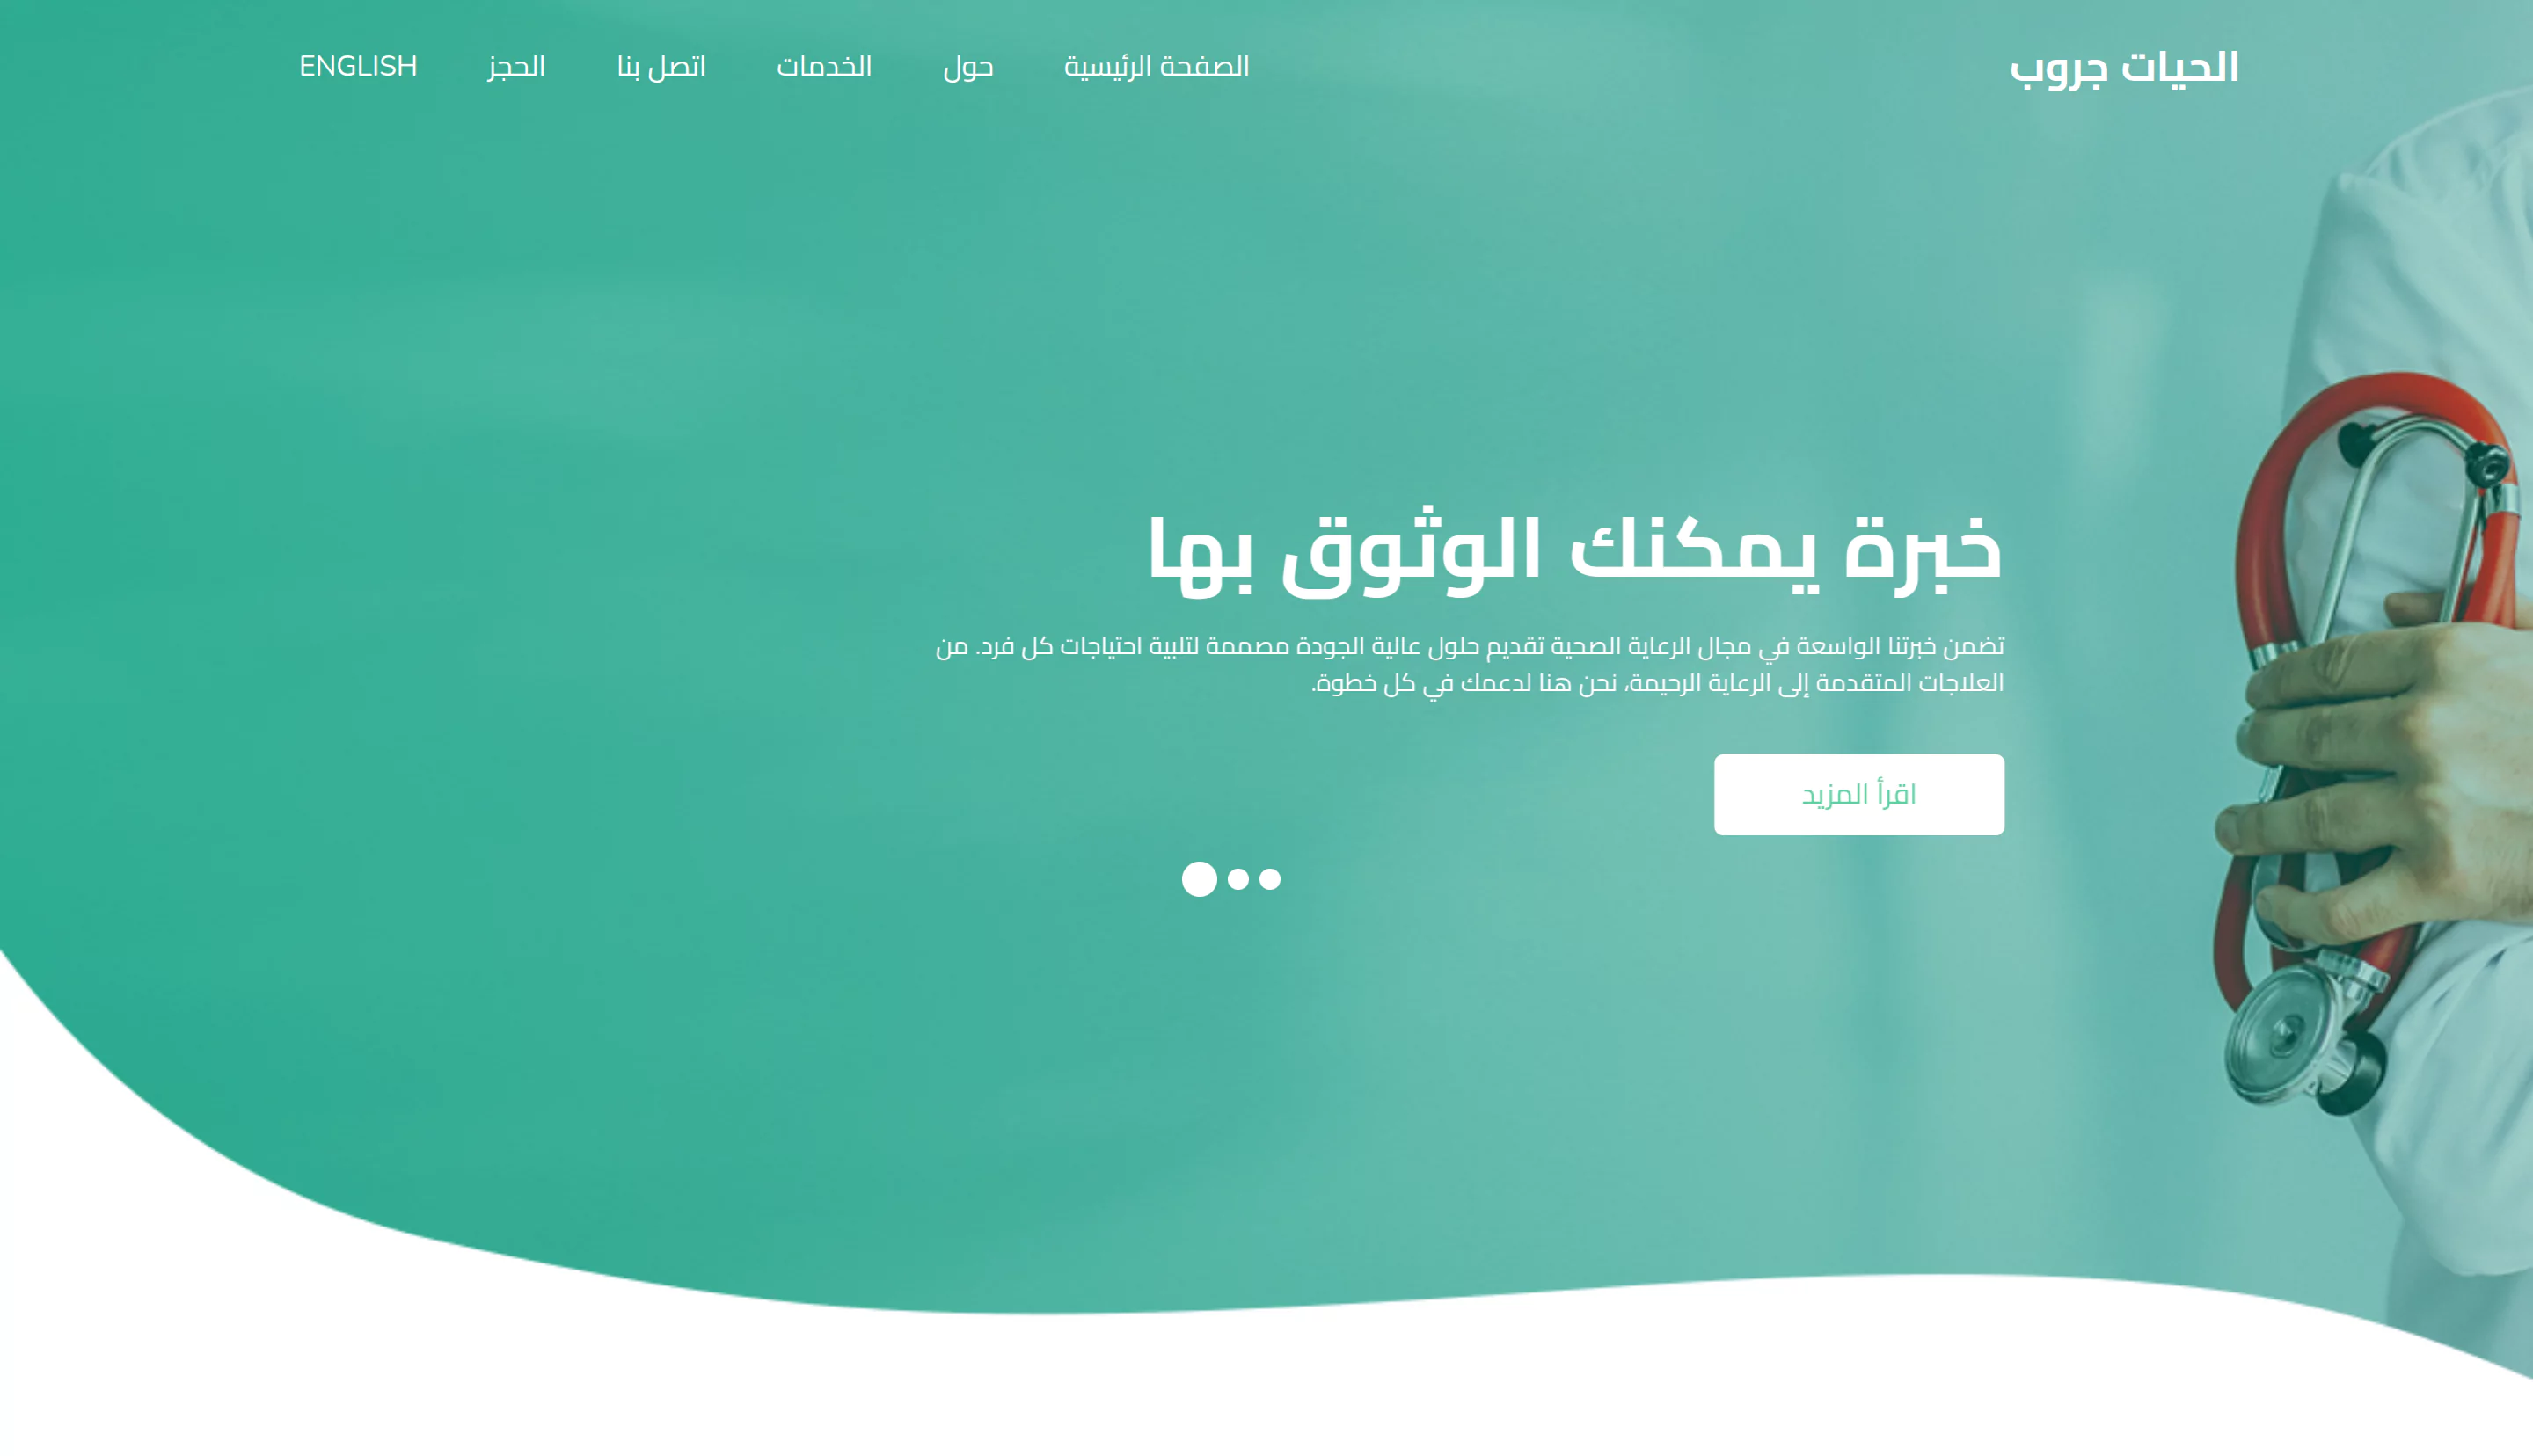 الحيات جروب
الصفحة الرئيسية
حول
الخدمات
اتصل بنا
الحجز
ENGLISH
خبرة يمكنك الوثوق بها
تضمن خبرتنا الواسعة في مجال الرعاية الصحية تقديم حلول عالية الجودة مصممة لتلبية احتياجات كل فرد. من
العلاجات المتقدمة إلى الرعاية الرحيمة، نحن هنا لدعمك في كل خطوة.
اقرأ المزيد